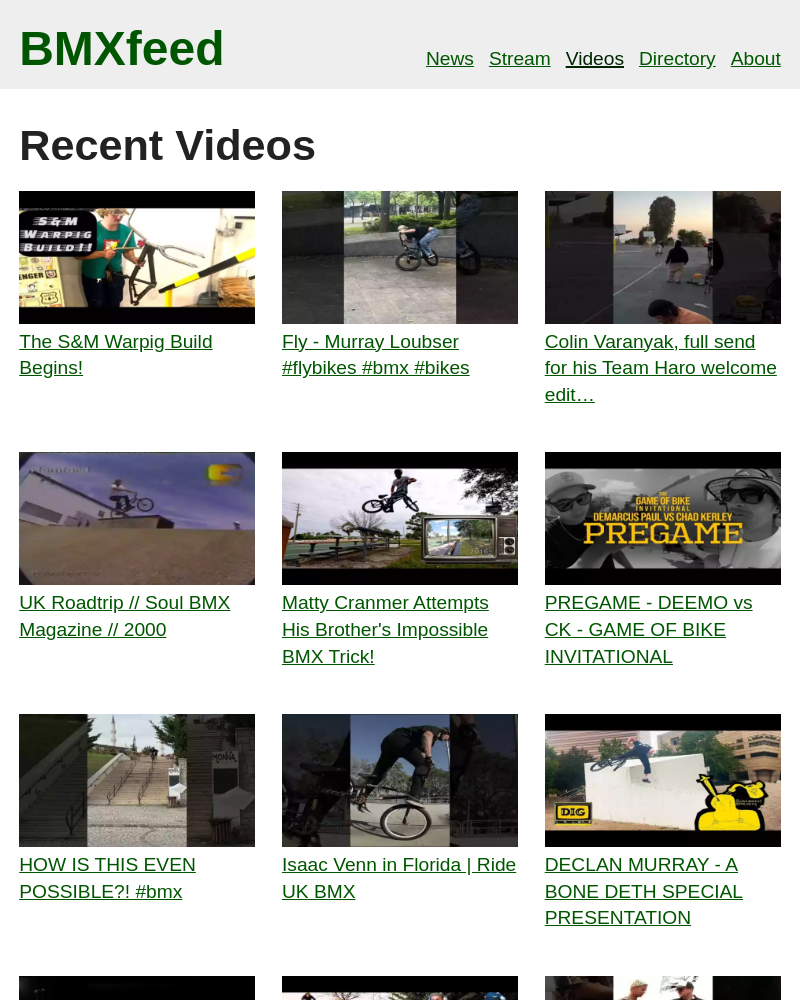 BMXfeed
News Stream Videos Directory About
Recent Videos
S&M
WARPIG
BUILD!!
ENGER
The S&M Warpig Build
Begins!
Fly - Murray Loubser
#flybikes #bmx #bikes
Colin Varanyak, full send
for his Team Haro welcome
edit…
UK Roadtrip // Soul BMX
Magazine // 2000
Matty Cranmer Attempts
His Brother's Impossible
BMX Trick!
THE
GAME OF BIKE
INVITATIONAL
DEMARCUS PAUL VS CHAD KERLEY
PREGAME
PREGAME - DEEMO vs
CK - GAME OF BIKE
INVITATIONAL
HOW IS THIS EVEN
POSSIBLE?! #bmx
Isaac Venn in Florida | Ride
UK BMX
DIG
DECLAN MURRAY - A
BONE DETH SPECIAL
PRESENTATION